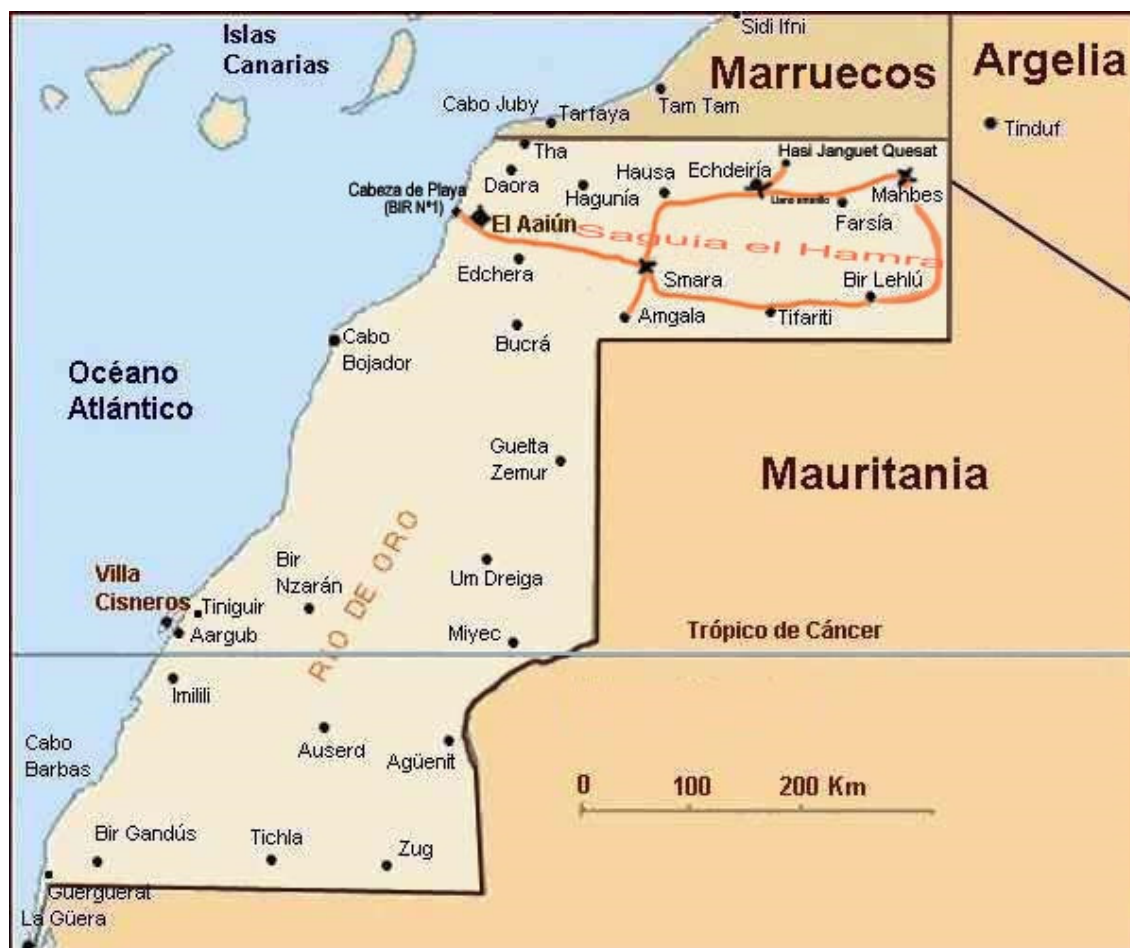 Islas
Canarias
Sidi Ifni
Marruecos
Argelia
Cabo Juby
Tarfaya
Tam Tam
Tinduf
Tha
Hasi Janguet Quesat
Daora
Hagunía
Hausa
Echdeiría
Mahbes
Cabeza de Playa
(BIR Nº1)
Llano amarillo
Farsía
El Aaiún
Saguia el Hamra
Edchera
Smara
Bir Lehlú
Amgala
Tifariti
Bucrá
Cabo
Bojador
Océano
Atlántico
Guelta
Zemur
Mauritania
RIO DE ORO
Bir
Nzarán
Um Dreiga
Villa
Cisneros
Tiniguir
Aargub
Miyec
Trópico de Cáncer
Imilili
Cabo
Barbas
Auserd
Agüenit
0 100 200 Km
Bir Gandús
Tichla
Zug
Guerguerat
La Güera